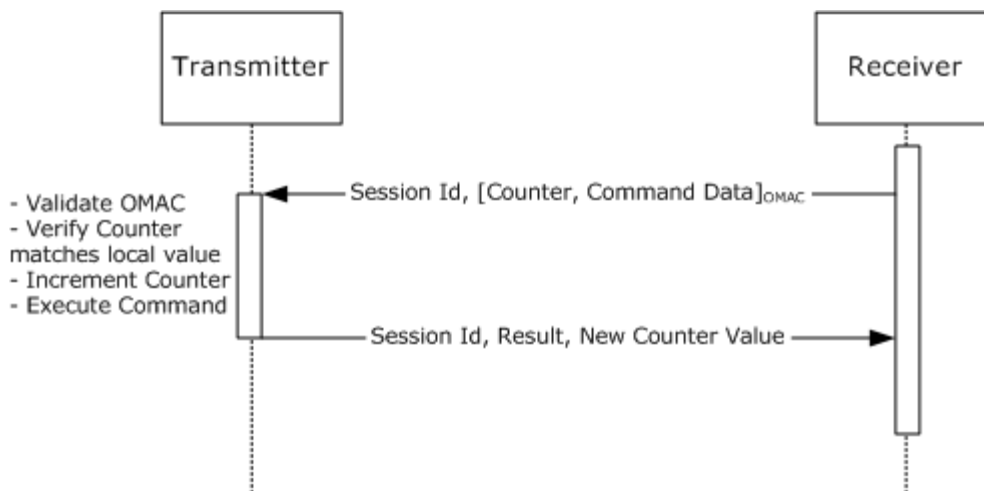 Transmitter
Receiver
Session Id, [Counter, Command Data]OMAC
- Validate OMAC
- Verify Counter
matches local value
- Increment Counter
- Execute Command
Session Id, Result, New Counter Value